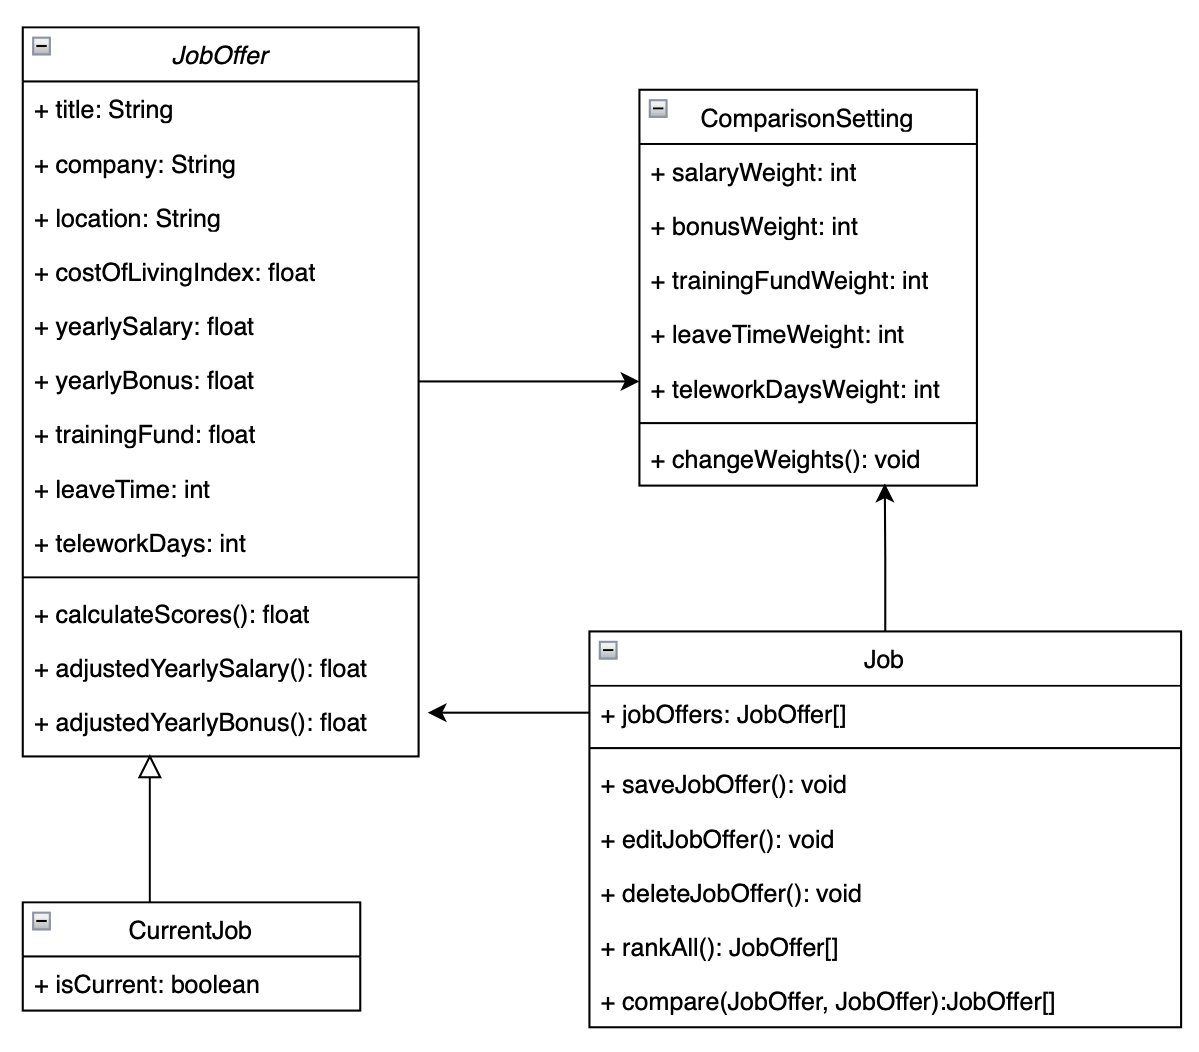 JobOffer
+ title: String
+ company: String
+ location: String
+ costOfLivingIndex: float
+ yearlySalary: float
+ yearlyBonus: float
+ trainingFund: float
+ leaveTime: int
+ teleworkDays: int
+ calculateScores(): float
+ adjustedYearlySalary(): float
+ adjustedYearlyBonus(): float
ComparisonSetting
+ salaryWeight: int
+ bonusWeight: int
+ trainingFundWeight: int
+ leaveTimeWeight: int
+ teleworkDaysWeight: int
+ changeWeights(): void
Job
+ jobOffers: JobOffer[]
+ saveJobOffer(): void
+ editJobOffer(): void
+ deleteJobOffer(): void
+ rankAll(): JobOffer[]
+ compare(JobOffer, JobOffer):JobOffer[]
CurrentJob
+ isCurrent: boolean